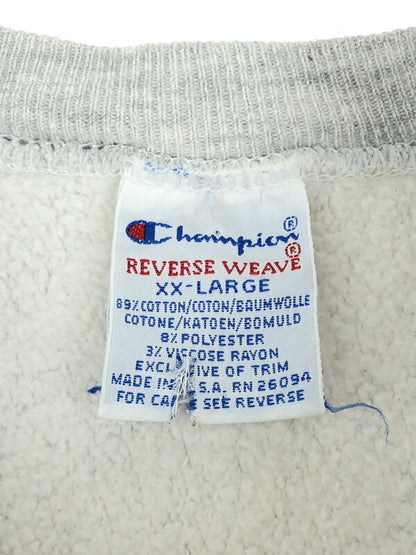 Champion®
REVERSE WEAVE®
XX-LARGE
89% COTTON/COTON/BAUMWOLLE
COTONE/KATOEN/BOMULD
8% POLYESTER
3% VISCOSE RAYON
EXCLUSIVE OF TRIM
MADE IN U.S.A. RN 26094
FOR CARE SEE REVERSE